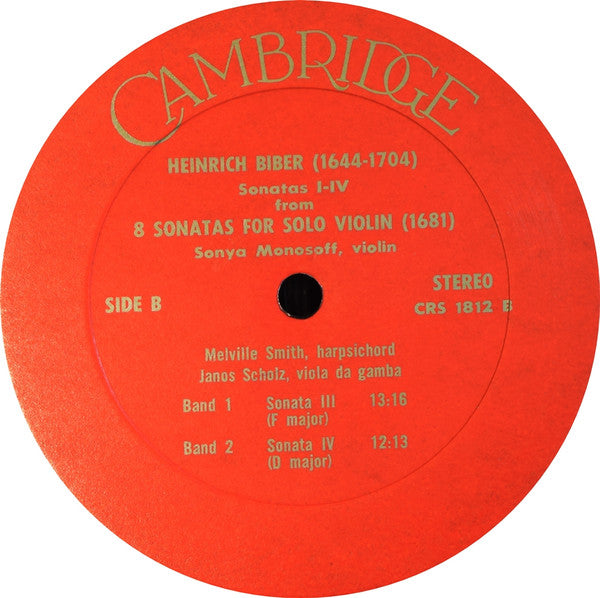 CAMBRIDGE
HEINRICH BIBER (1644-1704)
Sonatas I-IV
from
8 SONATAS FOR SOLO VIOLIN (1681)
Sonya Monosoff, violin
SIDE B
STEREO
CRS 1812 B
Melville Smith, harpsichord
Janos Scholz, viola da gamba
Band 1 Sonata III 13:16
(F major)
Band 2 Sonata IV 12:13
(D major)